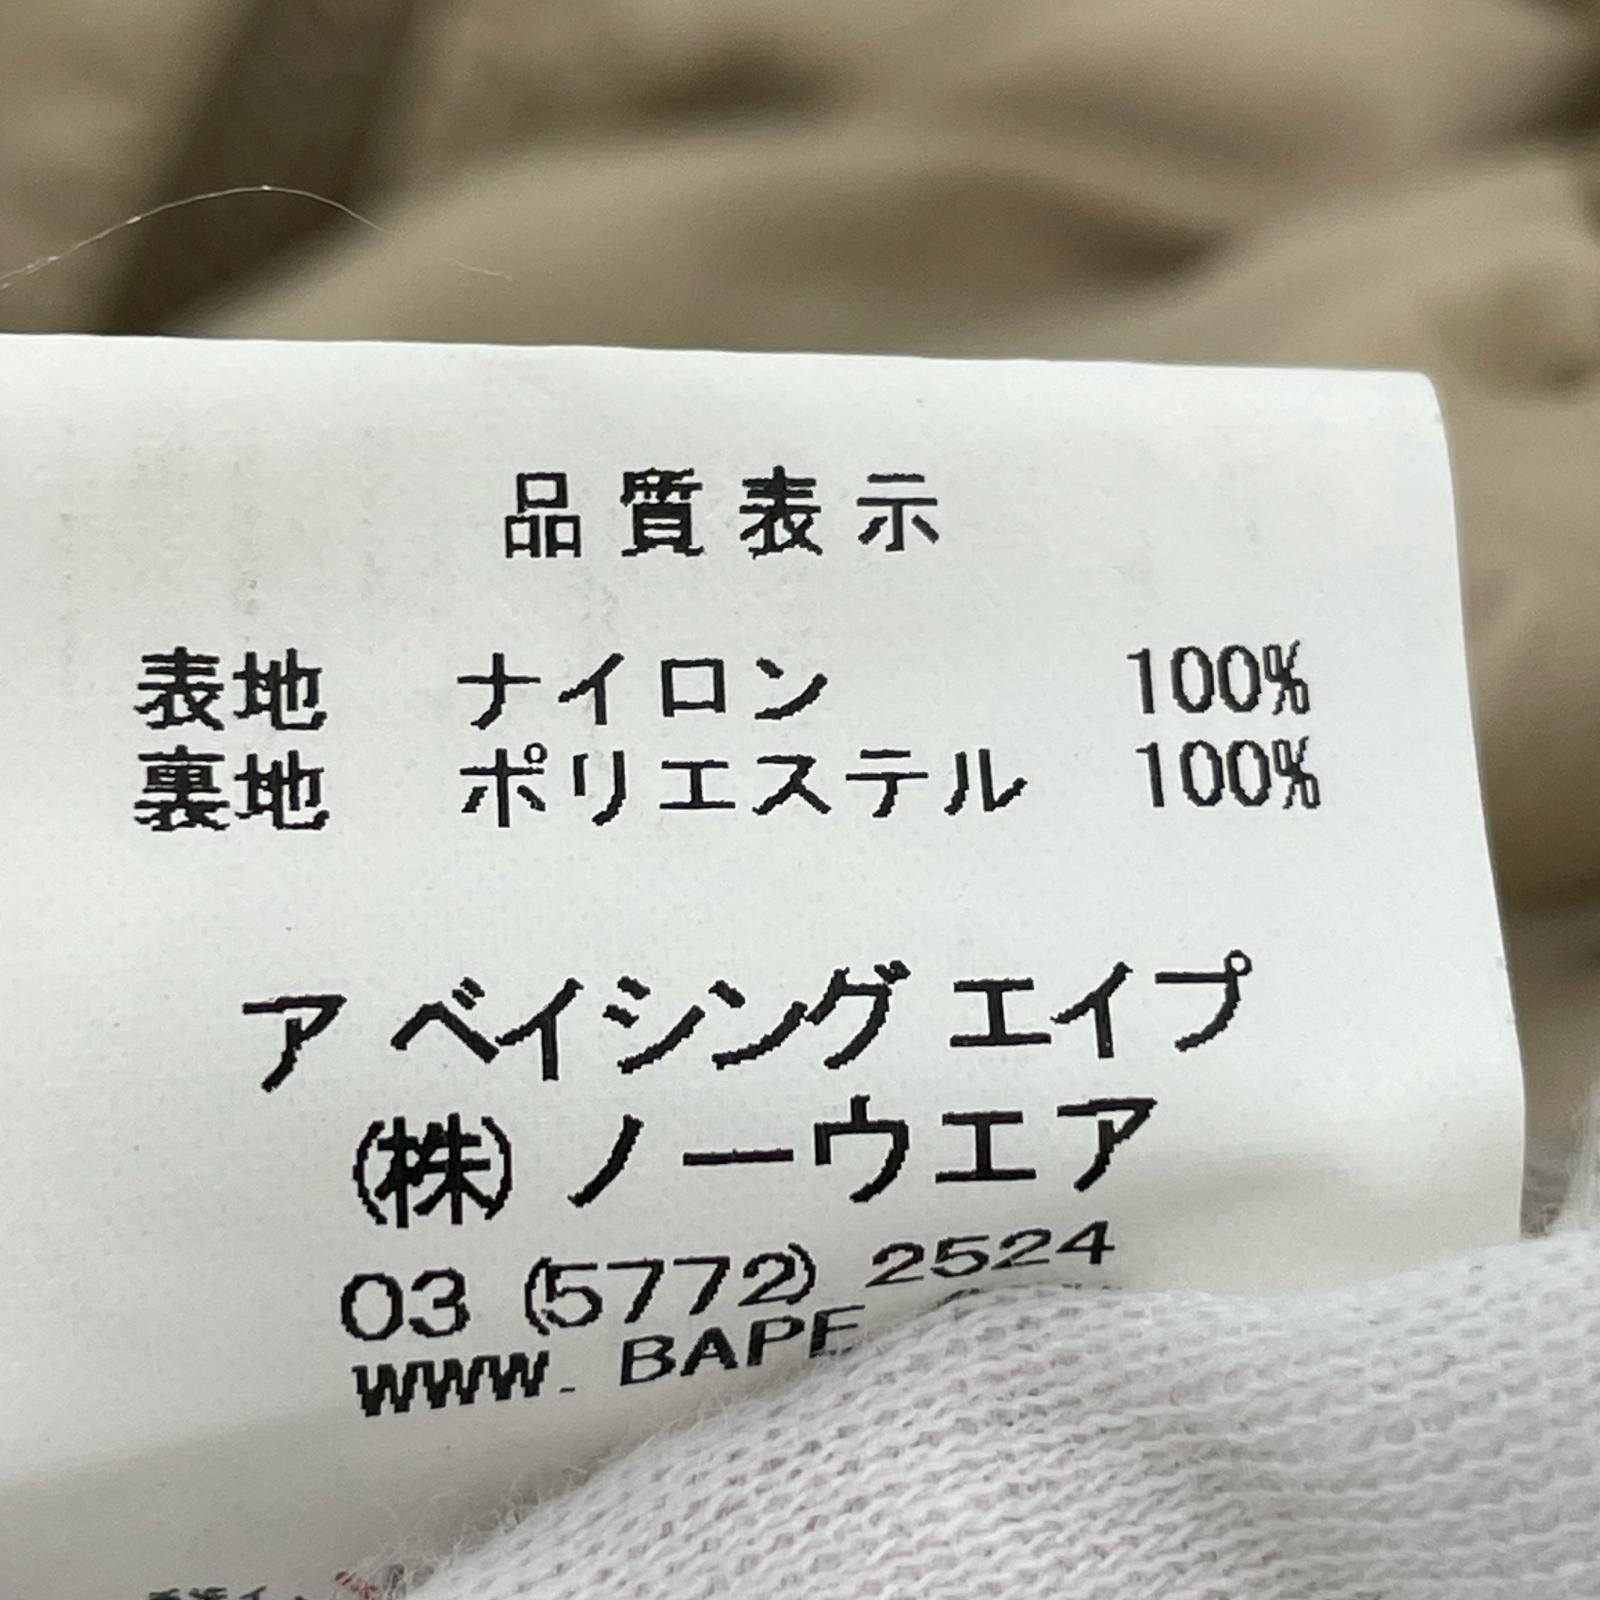 品質表示
表地 ナイロン 100%
裏地 ポリエステル 100%
ア ベイシング エイプ
(株)ノーウエア
03 (5772) 2524
WWW. BAPE